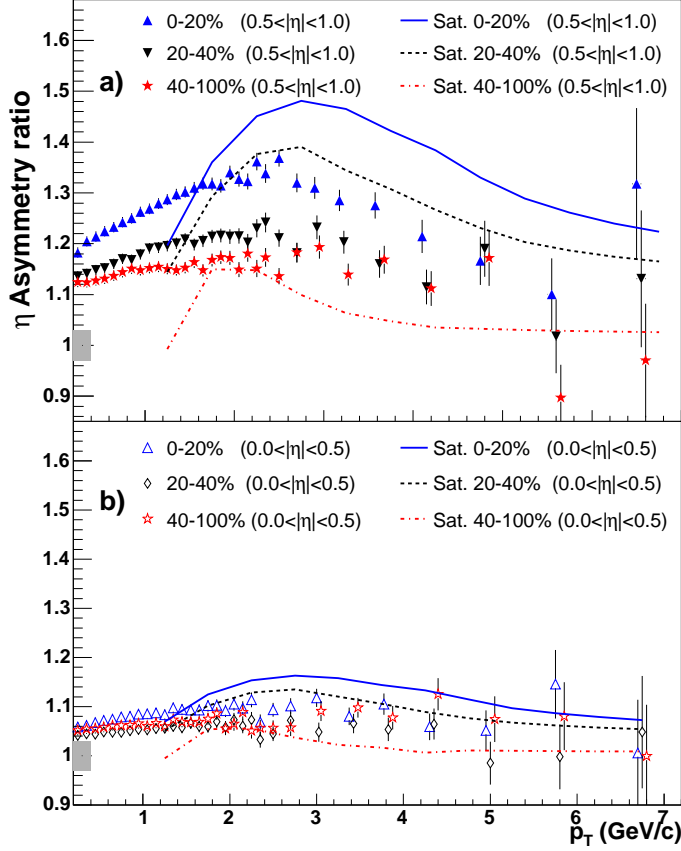 0-20% (0.5<|η|<1.0) Sat. 0-20% (0.5<|η|<1.0)
20-40% (0.5<|η|<1.0) Sat. 20-40% (0.5<|η|<1.0)
40-100% (0.5<|η|<1.0) Sat. 40-100% (0.5<|η|<1.0)
a)
1.6
1.5
1.4
1.3
1.2
1.1
1
0.9
η Asymmetry ratio
0-20% (0.0<|η|<0.5) Sat. 0-20% (0.0<|η|<0.5)
20-40% (0.0<|η|<0.5) Sat. 20-40% (0.0<|η|<0.5)
40-100% (0.0<|η|<0.5) Sat. 40-100% (0.0<|η|<0.5)
b)
1.6
1.5
1.4
1.3
1.2
1.1
1
0.9
1 2 3 4 5 6 7
p_T (GeV/c)